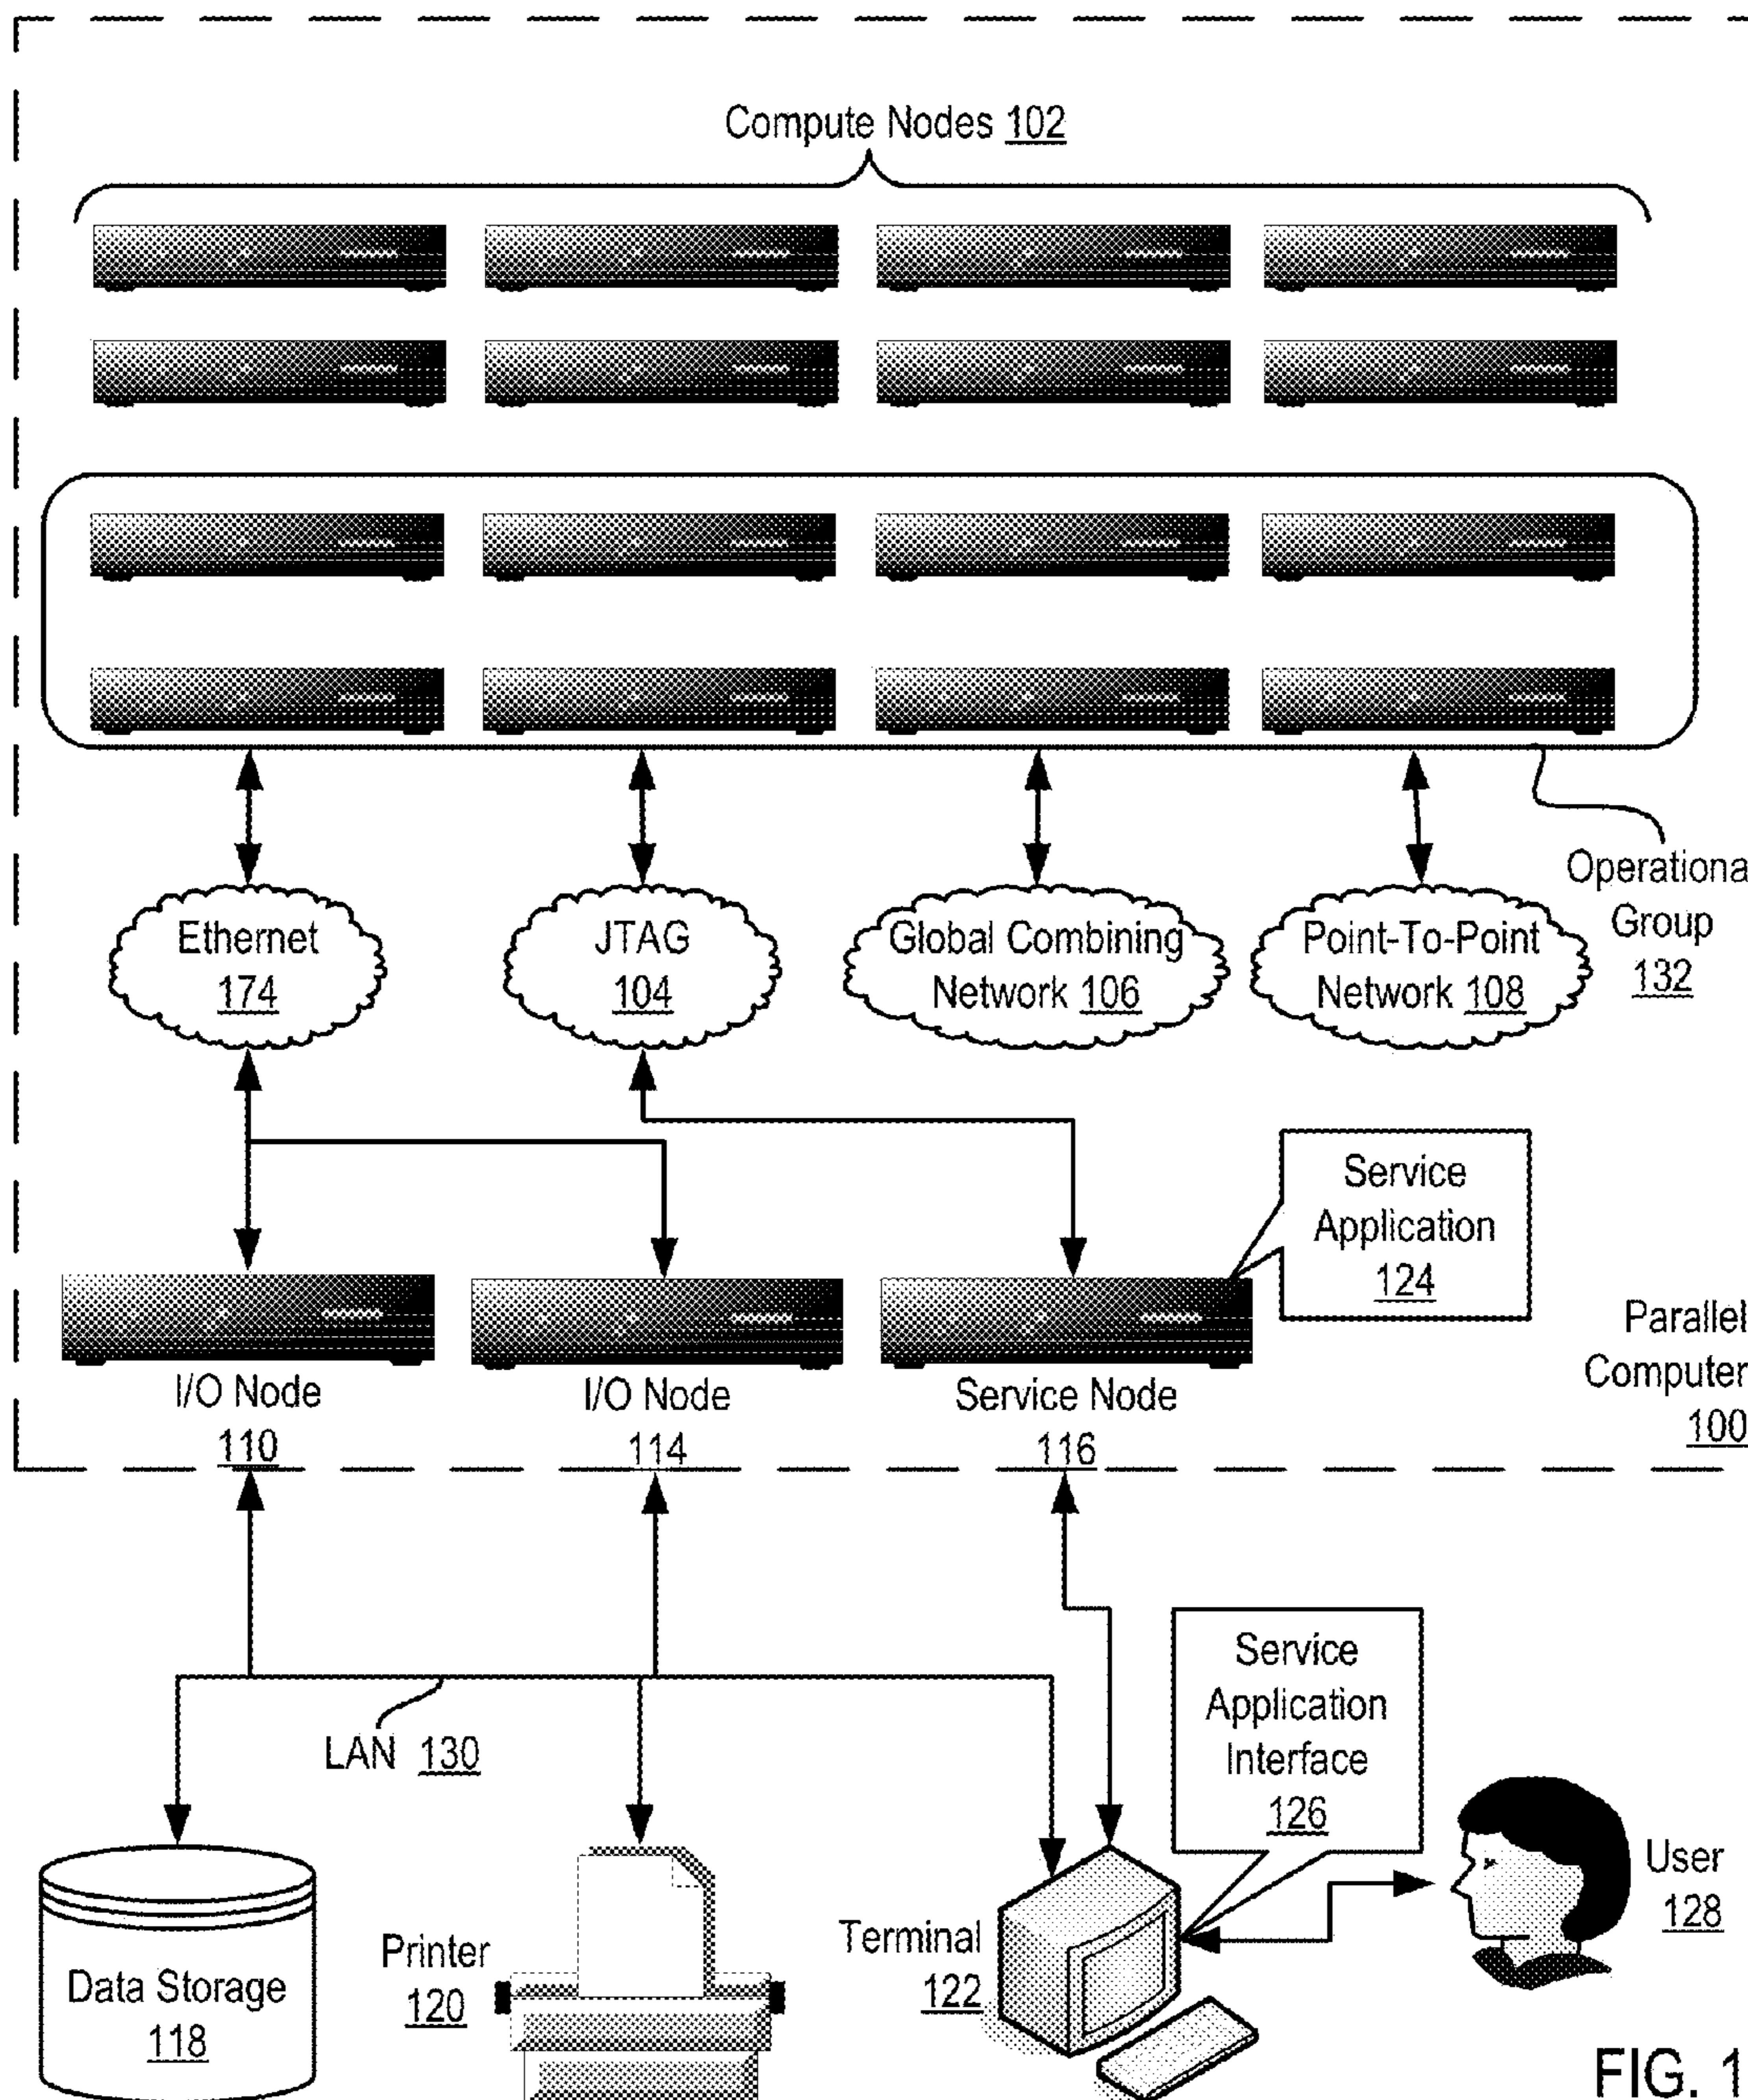 Compute Nodes 102
Operationa
Group
132
Ethernet
174
JTAG
104
Global Combining
Network 106
Point-To-Point
Network 108
Service
Application
124
Parallel
Computer
100
I/O Node
110
I/O Node
114
Service Node
116
LAN 130
Service
Application
Interface
126
User
128
Data Storage
118
Printer
120
Terminal
122
FIG. 1